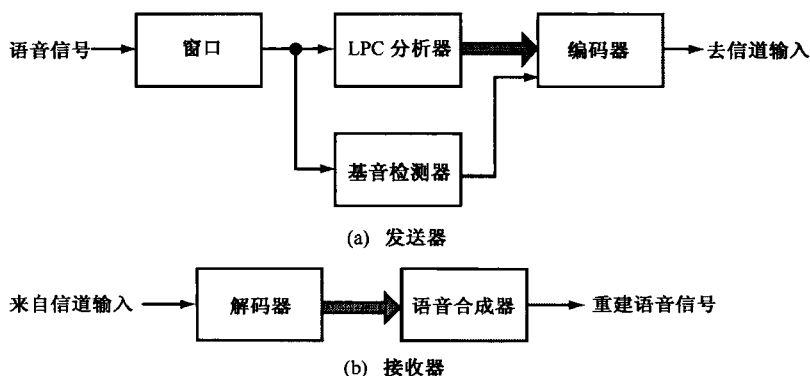 语音信号
窗口
LPC 分析器
编码器
去信道输入
基音检测器
(a) 发送器
来自信道输入
解码器
语音合成器
重建语音信号
(b) 接收器